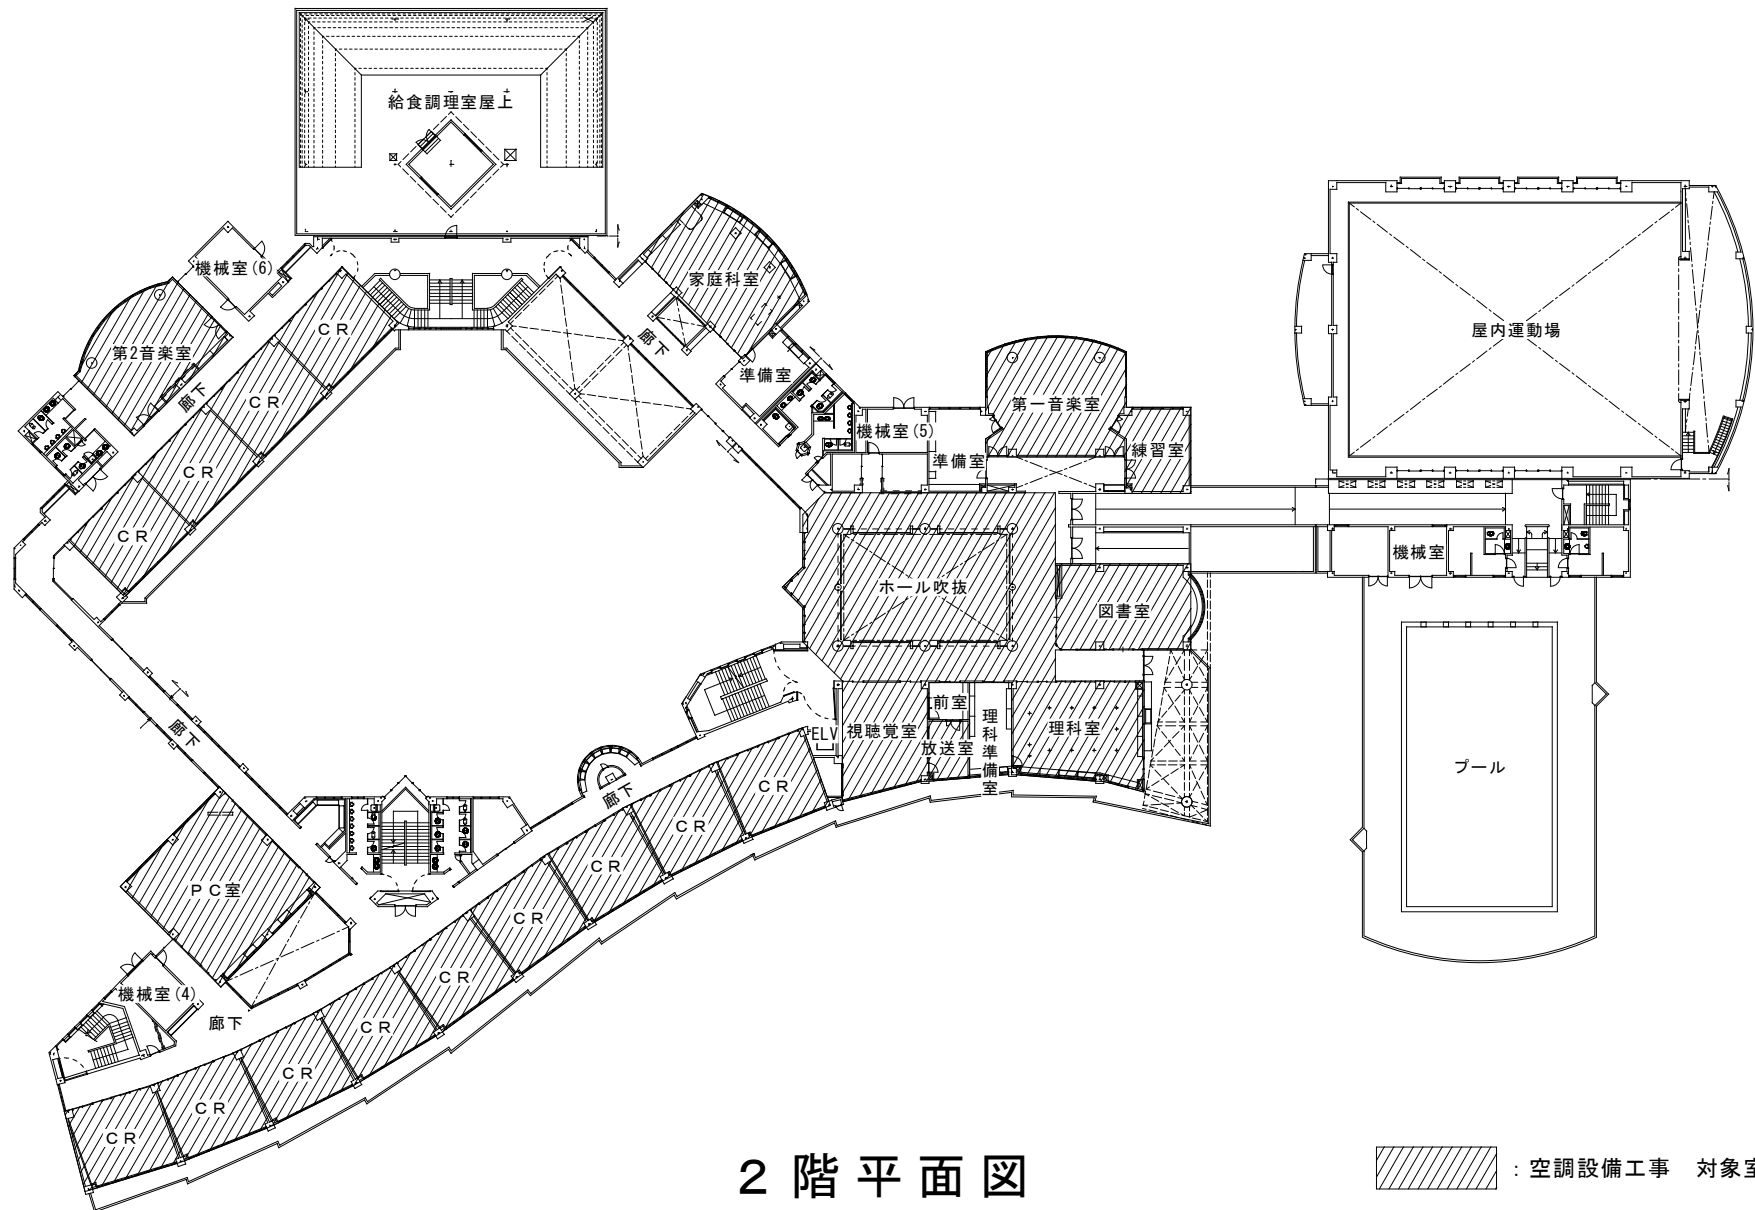 給食調理室屋上
機械室(6)
家庭科室
CR
屋内運動場
第2音楽室
廊下
準備室
廊下
CR
第一音楽室
機械室(5)
練習室
準備室
CR
CR
機械室
ホール吹抜
図書室
前室
理科準備室
視聴覚室
理科室
ELV
放送室
廊下
プール
CR
廊下
CR
CR
PC室
CR
CR
機械室(4)
廊下
CR
CR
CR
CR
2階平面図
:空調設備工事 対象室